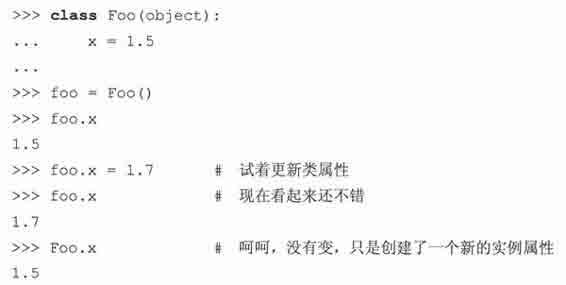 >>> class Foo(object):
...     x = 1.5
...
>>> foo = Foo()
>>> foo.x
1.5
>>> foo.x = 1.7      # 试着更新类属性
>>> foo.x            # 现在看起来还不错
1.7
>>> Foo.x            # 呵呵，没有变，只是创建了一个新的实例属性
1.5